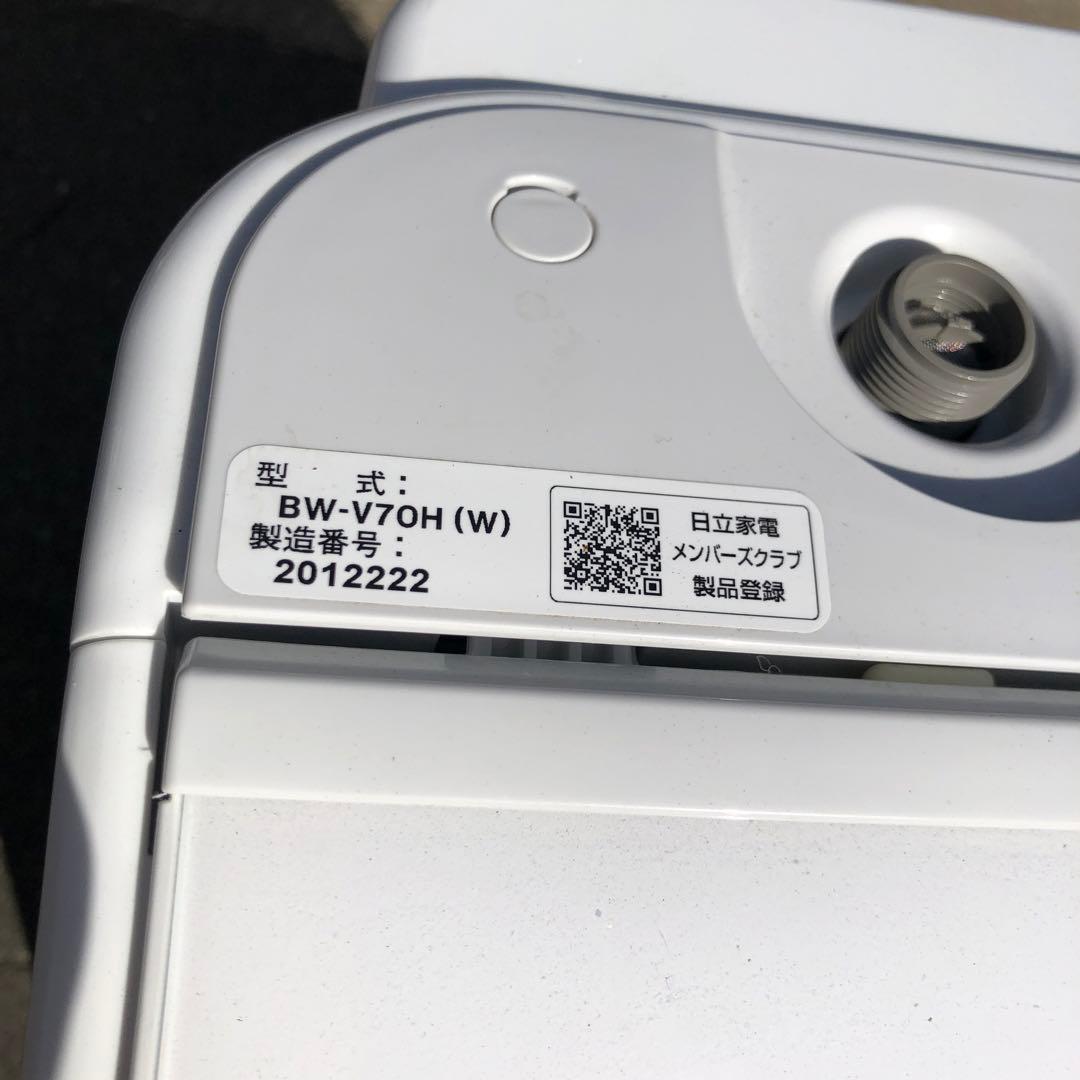 型　式：
BW-V70H (W)
製造番号：
2012222
日立家電
メンバーズクラブ
製品登録